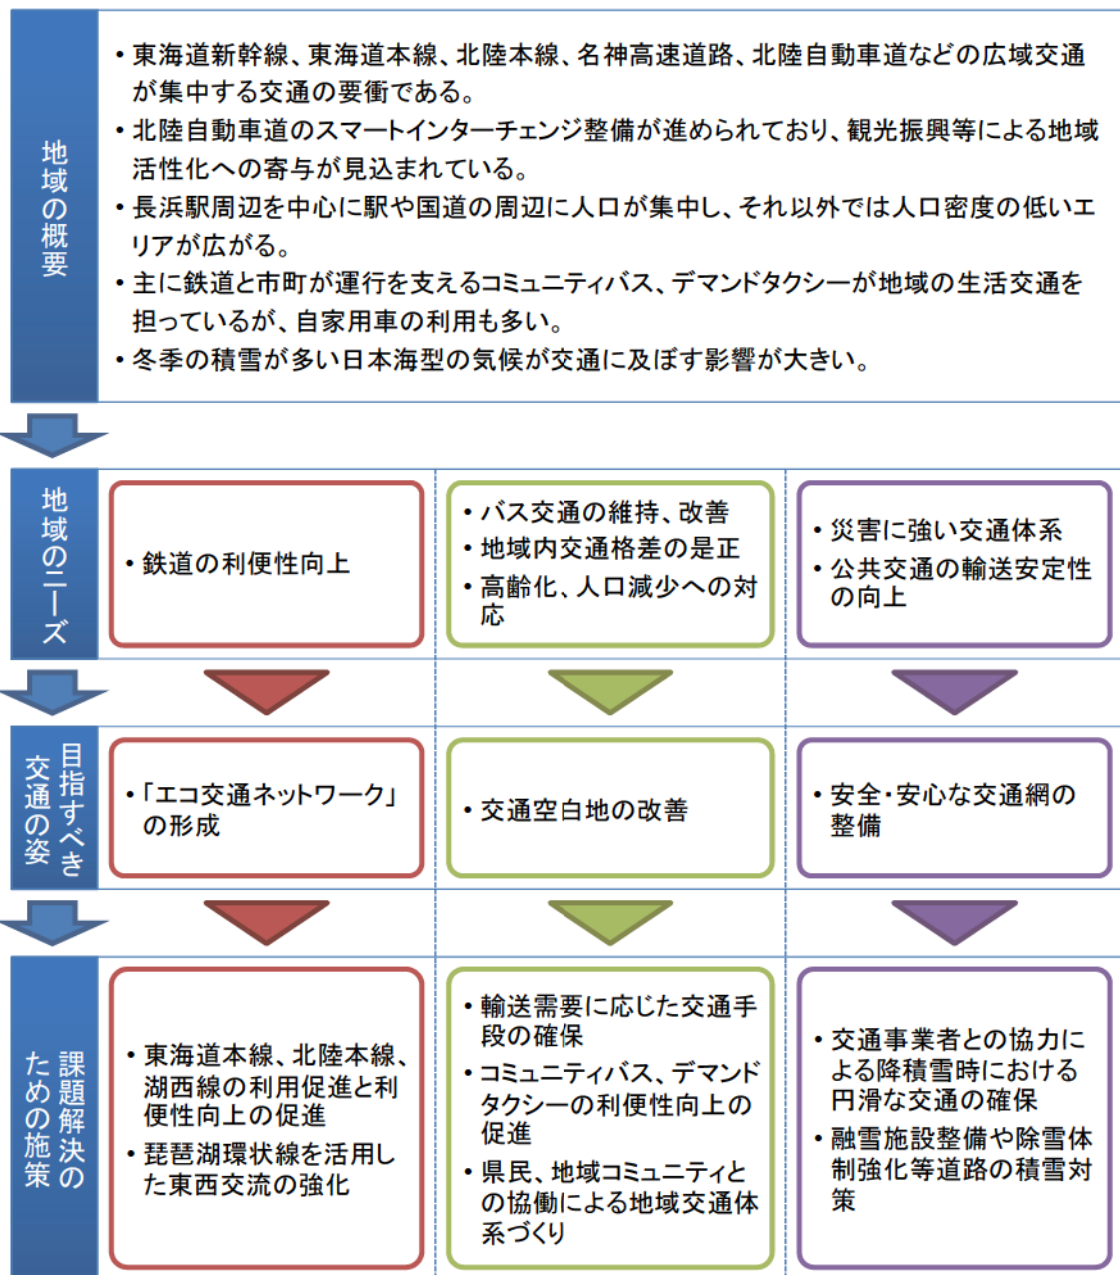 地域の概要
• 東海道新幹線、東海道本線、北陸本線、名神高速道路、北陸自動車道などの広域交通
が集中する交通の要衝である。
• 北陸自動車道のスマートインターチェンジ整備が進められており、観光振興等による地域
活性化への寄与が見込まれている。
• 長浜駅周辺を中心に駅や国道の周辺に人口が集中し、それ以外では人口密度の低いエ
リアが広がる。
• 主に鉄道と市町が運行を支えるコミュニティバス、デマンドタクシーが地域の生活交通を
担っているが、自家用車の利用も多い。
• 冬季の積雪が多い日本海型の気候が交通に及ぼす影響が大きい。
地域のニーズ
• 鉄道の利便性向上
• バス交通の維持、改善
• 地域内交通格差の是正
• 高齢化、人口減少への対
応
• 災害に強い交通体系
• 公共交通の輸送安定性
の向上
目指すべき
交通の姿
• 「エコ交通ネットワーク」
の形成
• 交通空白地の改善
• 安全・安心な交通網の
整備
課題解決の
ための施策
• 東海道本線、北陸本線、
湖西線の利用促進と利
便性向上の促進
• 琵琶湖環状線を活用し
た東西交流の強化
• 輸送需要に応じた交通手
段の確保
• コミュニティバス、デマンド
タクシーの利便性向上の
促進
• 県民、地域コミュニティと
の協働による地域交通体
系づくり
• 交通事業者との協力に
よる降積雪時における
円滑な交通の確保
• 融雪施設整備や除雪体
制強化等道路の積雪対
策